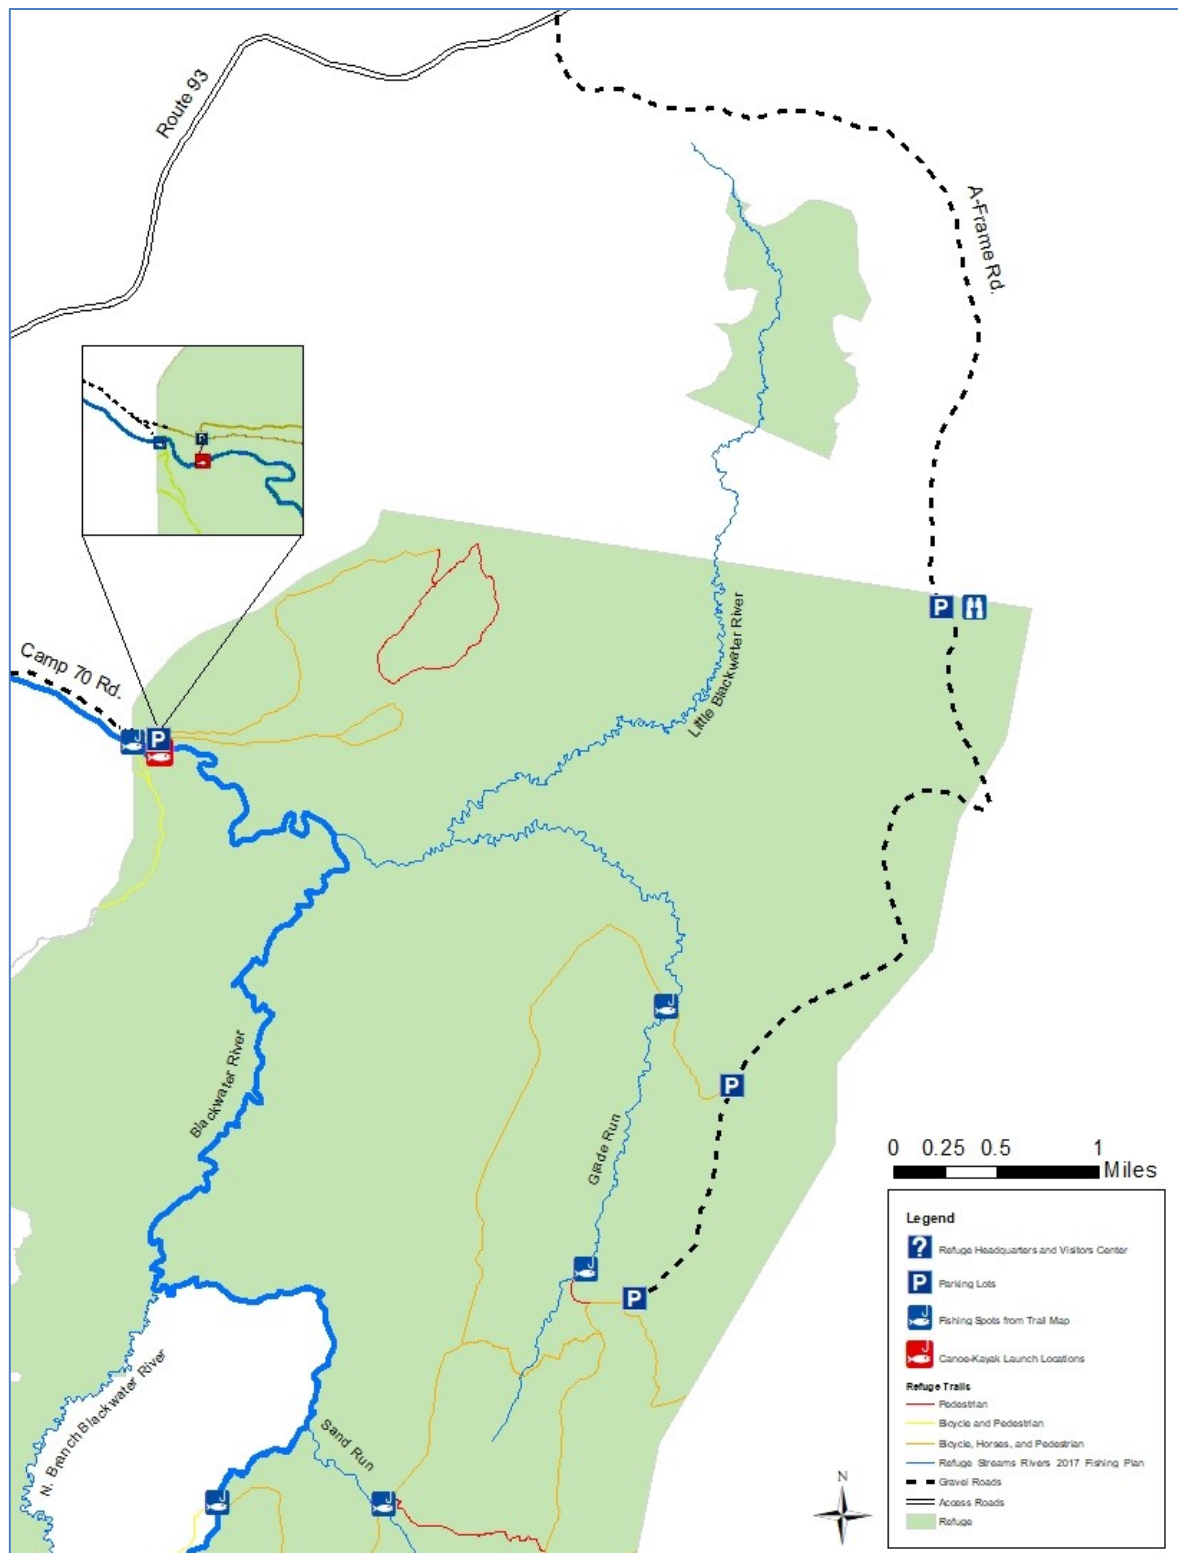 Route 93
A-Frame Rd.
P
Little Blackwater River
P
Camp 70 Rd.
P
Blackwater River
P
Glade Run
0 0.25 0.5 1
Miles
P
N. Branch Blackwater River
Sand Run
N
Legend
? Refuge Headquarters and Visitors Center
P Parking Lots
Fishing Spots from Trail Map
Canoe-Kayak Launch Locations
Refuge Trails
Pedestrian
Bicycle and Pedestrian
Bicycle, Horses, and Pedestrian
Refuge Streams Rivers 2017 Fishing Plan
Gravel Roads
Access Roads
Refuge